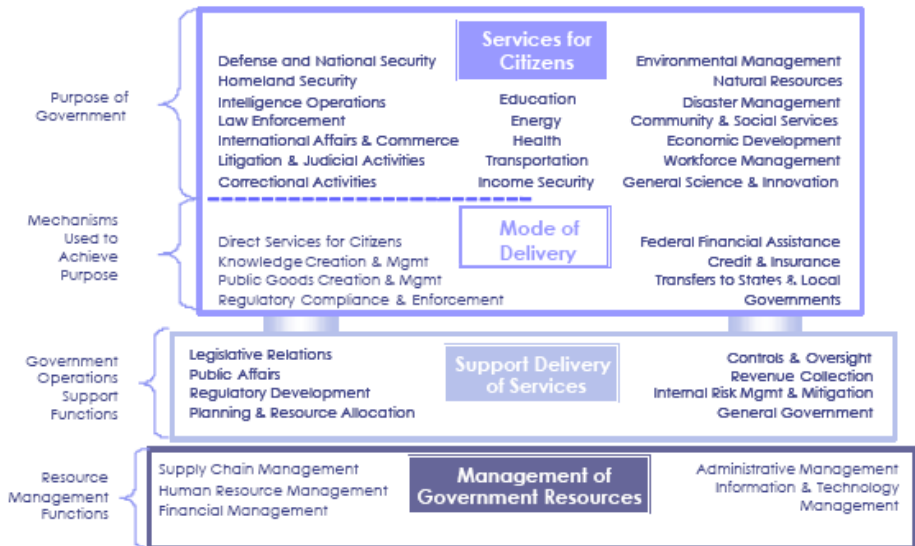 Purpose of
Government
Services for
Citizens
Defense and National Security
Homeland Security
Intelligence Operations
Law Enforcement
International Affairs & Commerce
Litigation & Judicial Activities
Correctional Activities
Education
Energy
Health
Transportation
Income Security
Environmental Management
Natural Resources
Disaster Management
Community & Social Services
Economic Development
Workforce Management
General Science & Innovation
Mechanisms
Used to
Achieve
Purpose
Mode of
Delivery
Direct Services for Citizens
Knowledge Creation & Mgmt
Public Goods Creation & Mgmt
Regulatory Compliance & Enforcement
Federal Financial Assistance
Credit & Insurance
Transfers to States & Local
Governments
Government
Operations
Support
Functions
Support Delivery
of Services
Legislative Relations
Public Affairs
Regulatory Development
Planning & Resource Allocation
Controls & Oversight
Revenue Collection
Internal Risk Mgmt & Mitigation
General Government
Resource
Management
Functions
Management of
Government Resources
Supply Chain Management
Human Resource Management
Financial Management
Administrative Management
Information & Technology
Management